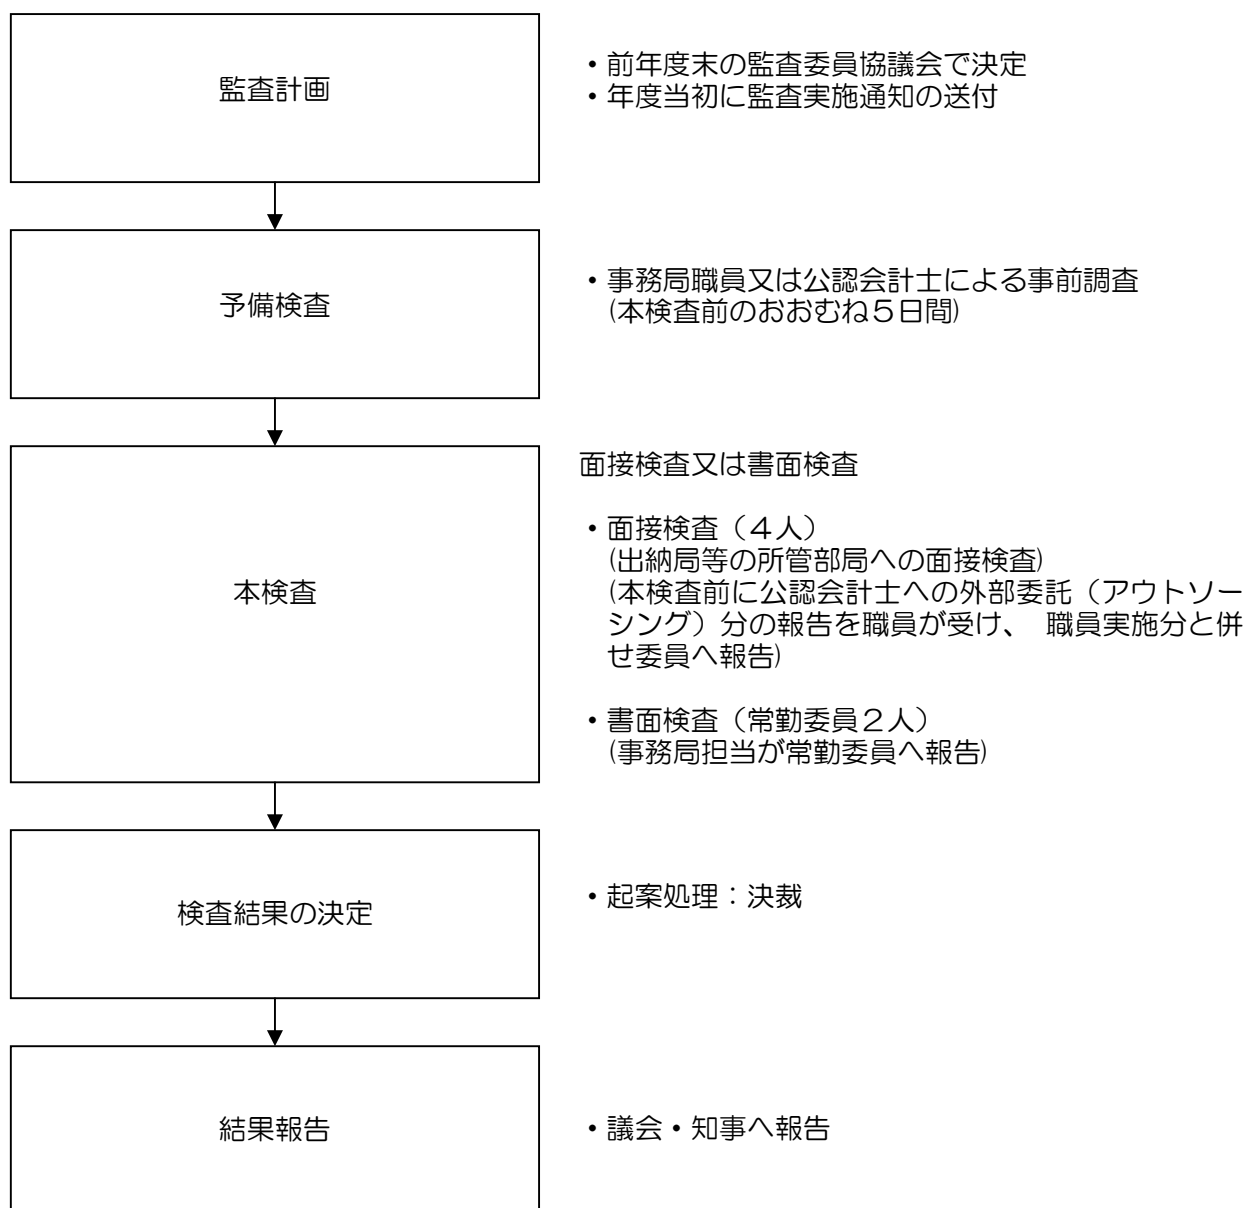 監査計画
・前年度末の監査委員協議会で決定
・年度当初に監査実施通知の送付
予備検査
・事務局職員又は公認会計士による事前調査
(本検査前のおおむね５日間)
本検査
面接検査又は書面検査
・面接検査（４人）
(出納局等の所管部局への面接検査)
(本検査前に公認会計士への外部委託（アウトソー
シング）分の報告を職員が受け、 職員実施分と併
せ委員へ報告)
・書面検査（常勤委員２人）
(事務局担当が常勤委員へ報告)
検査結果の決定
・起案処理：決裁
結果報告
・議会・知事へ報告